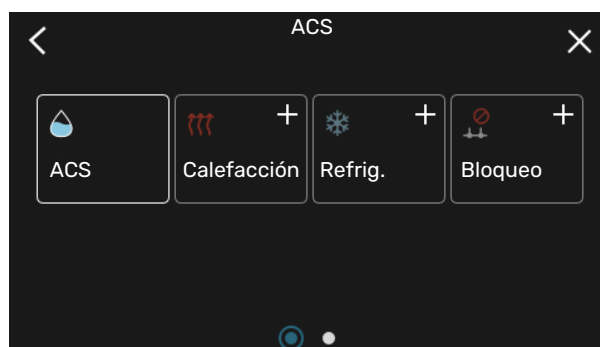 ACS
ACS
Calefacción
Refrig.
Bloqueo